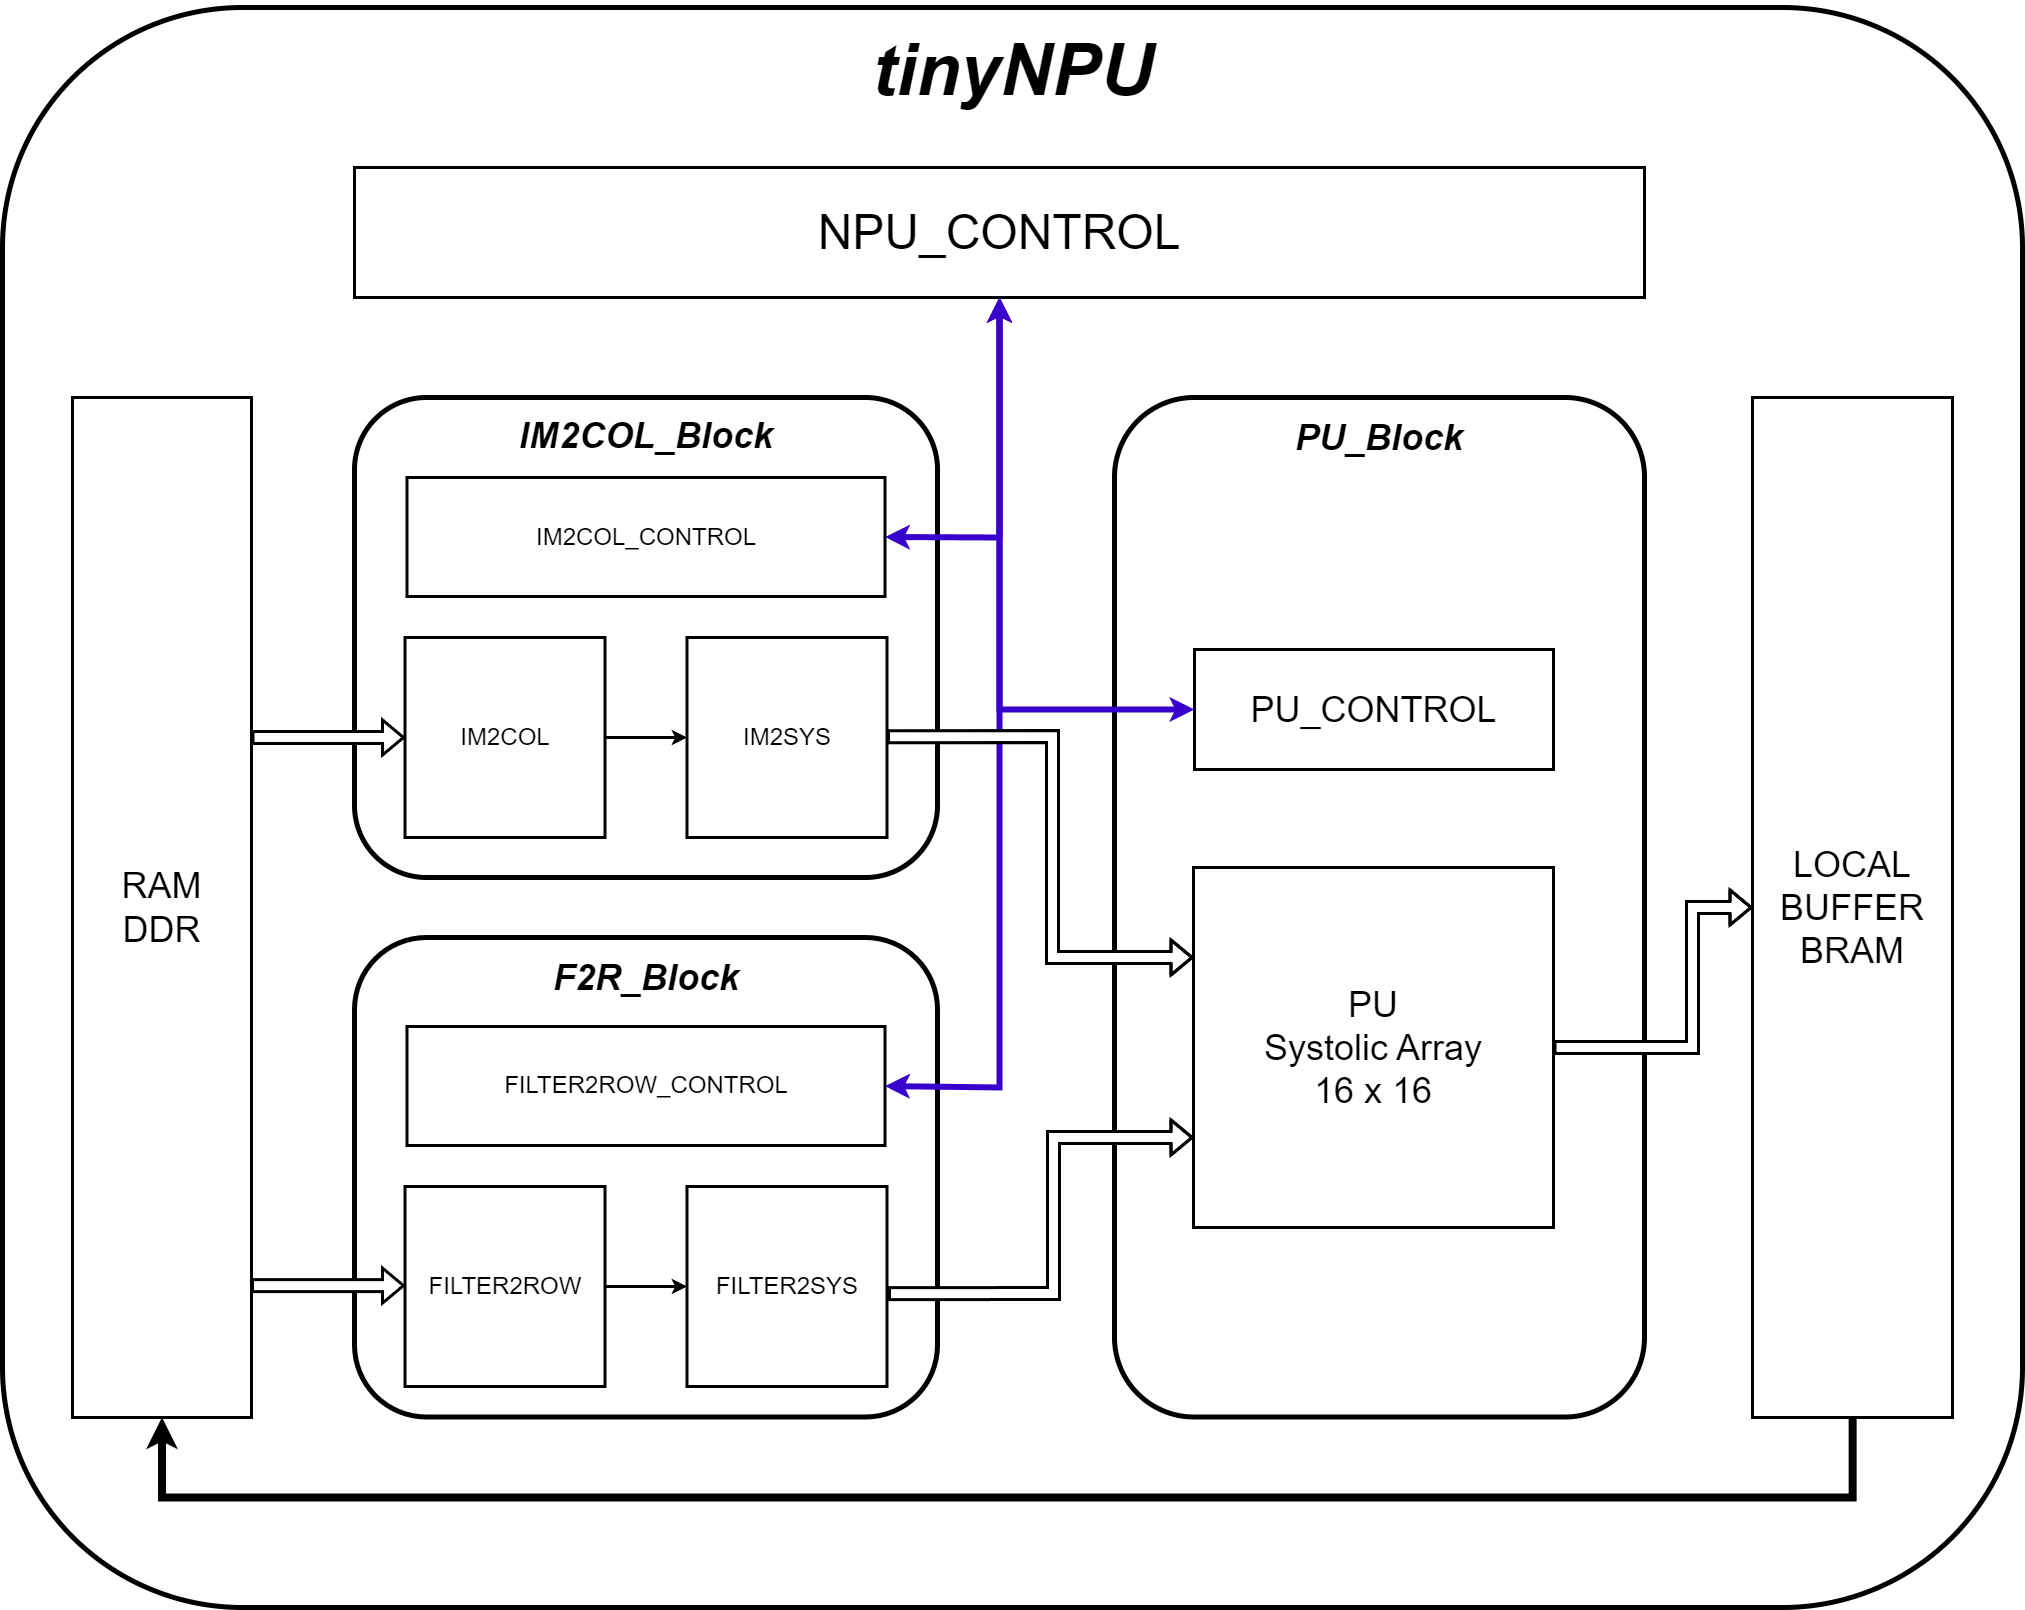 tinyNPU
NPU_CONTROL
IM2COL_Block
IM2COL_CONTROL
IM2COL
IM2SYS
F2R_Block
FILTER2ROW_CONTROL
FILTER2ROW
FILTER2SYS
RAM
DDR
PU_Block
PU_CONTROL
PU
Systolic Array
16 x 16
LOCAL
BUFFER
BRAM